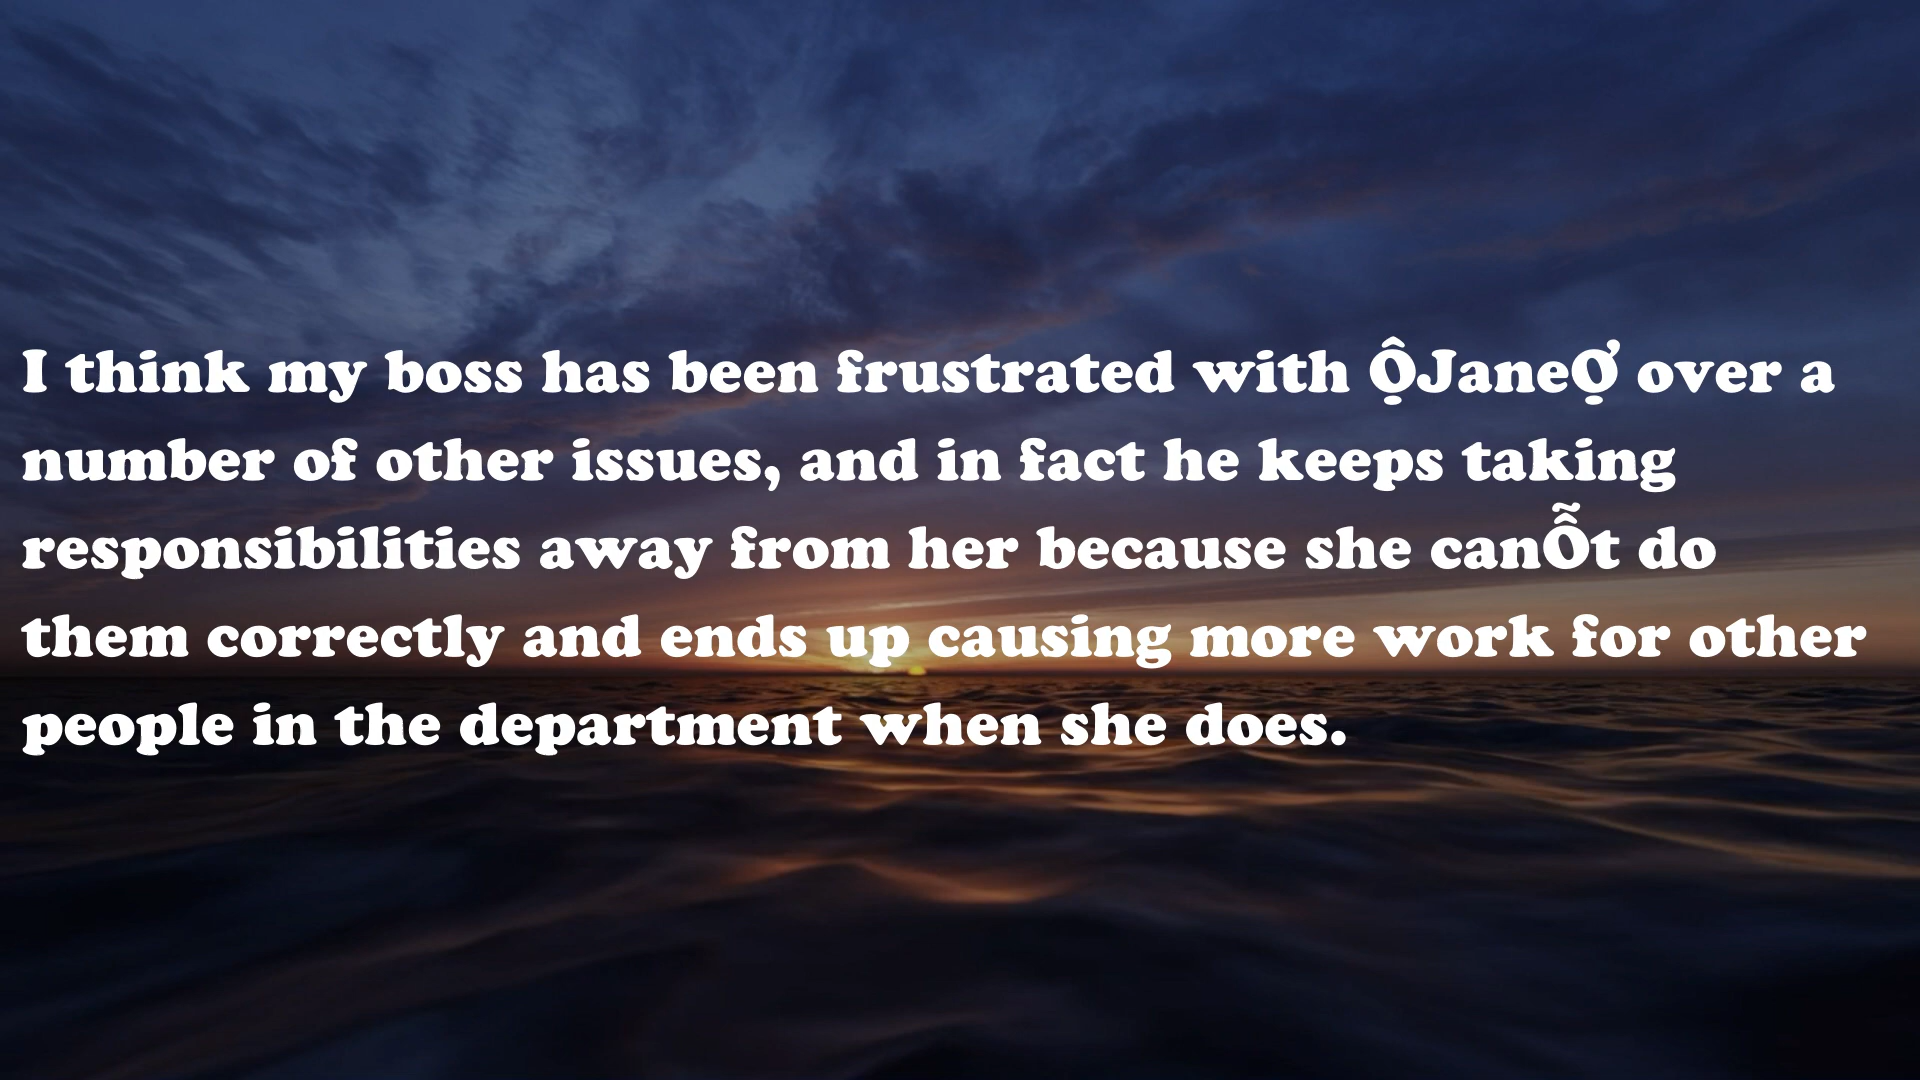 I think my boss has been frustrated with ỘJaneỢ over a
number of other issues, and in fact he keeps taking
responsibilities away from her because she canỖt do
them correctly and ends up causing more work for other
people in the department when she does.